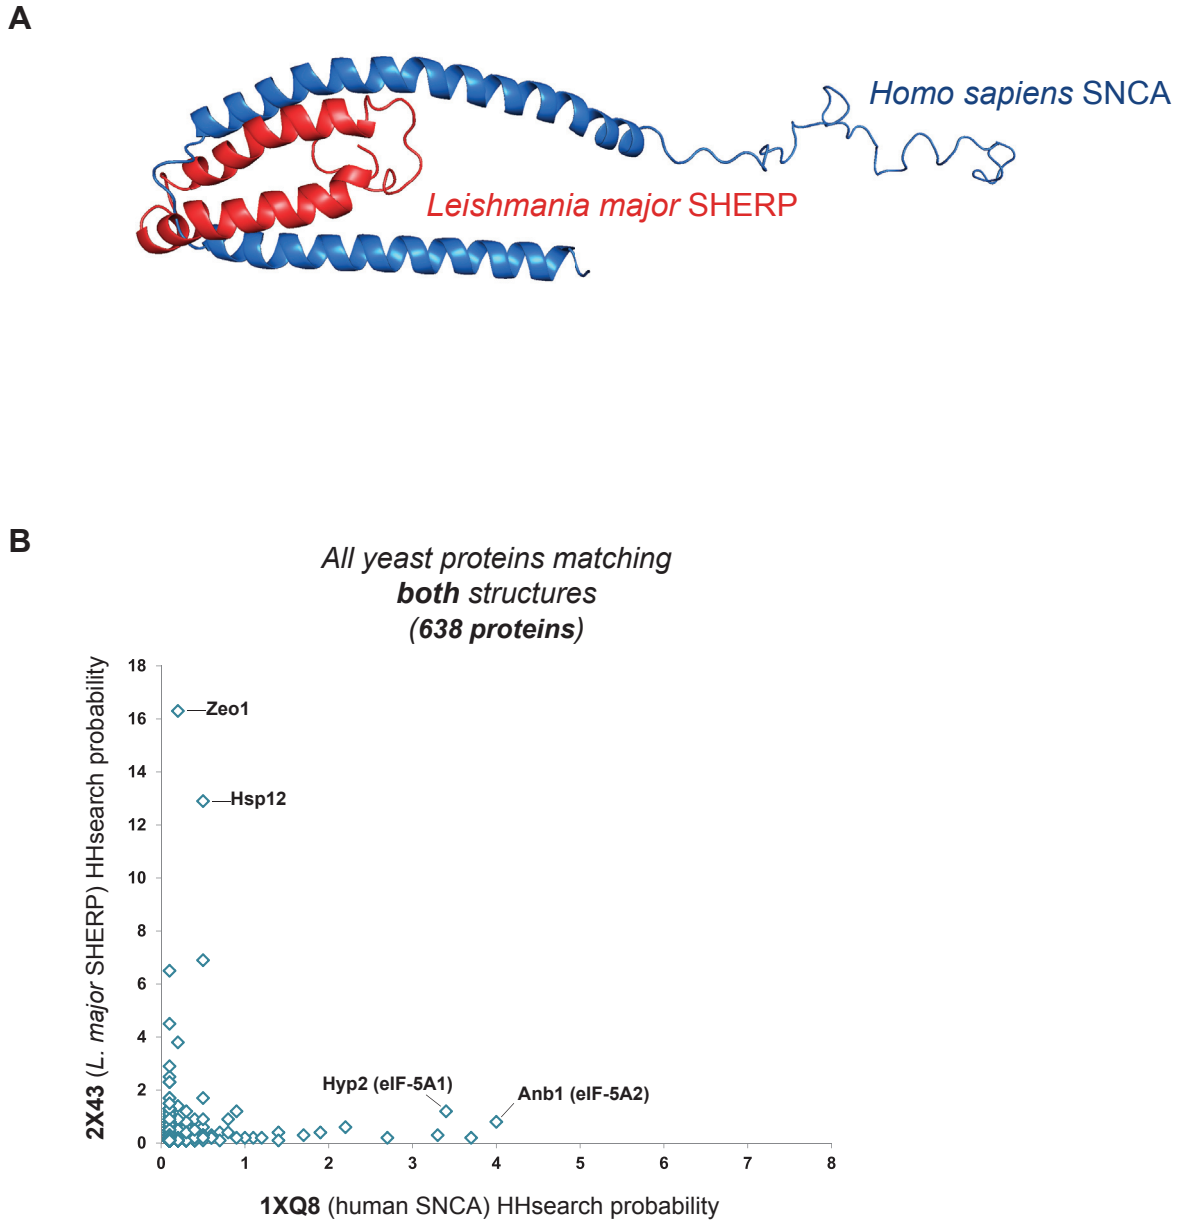 A
Homo sapiens SNCA
Leishmania major SHERP
B
All yeast proteins matching
both structures
(638 proteins)
2X43 (L. major SHERP) HHsearch probability
18
16
14
12
10
8
6
4
2
0
Zeo1
Hsp12
Hyp2 (eIF-5A1)
Anb1 (eIF-5A2)
0 1 2 3 4 5 6 7 8
1XQ8 (human SNCA) HHsearch probability